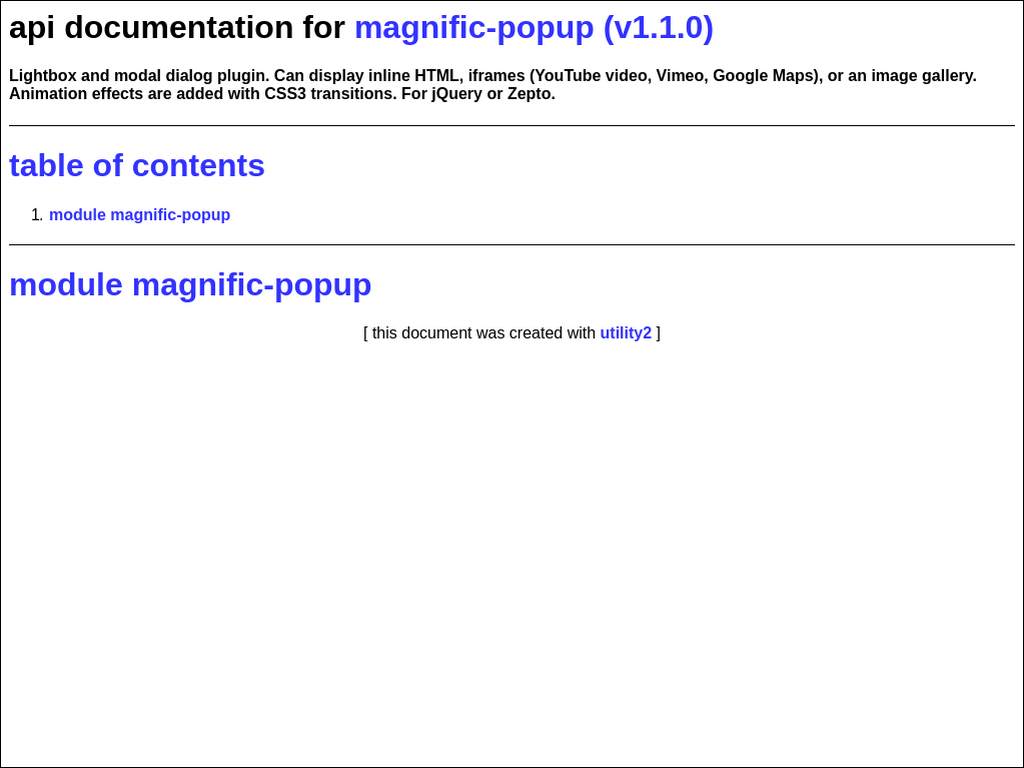 api documentation for magnific-popup (v1.1.0)
Lightbox and modal dialog plugin. Can display inline HTML, iframes (YouTube video, Vimeo, Google Maps), or an image gallery.
Animation effects are added with CSS3 transitions. For jQuery or Zepto.
table of contents
1. module magnific-popup
module magnific-popup
[ this document was created with utility2 ]